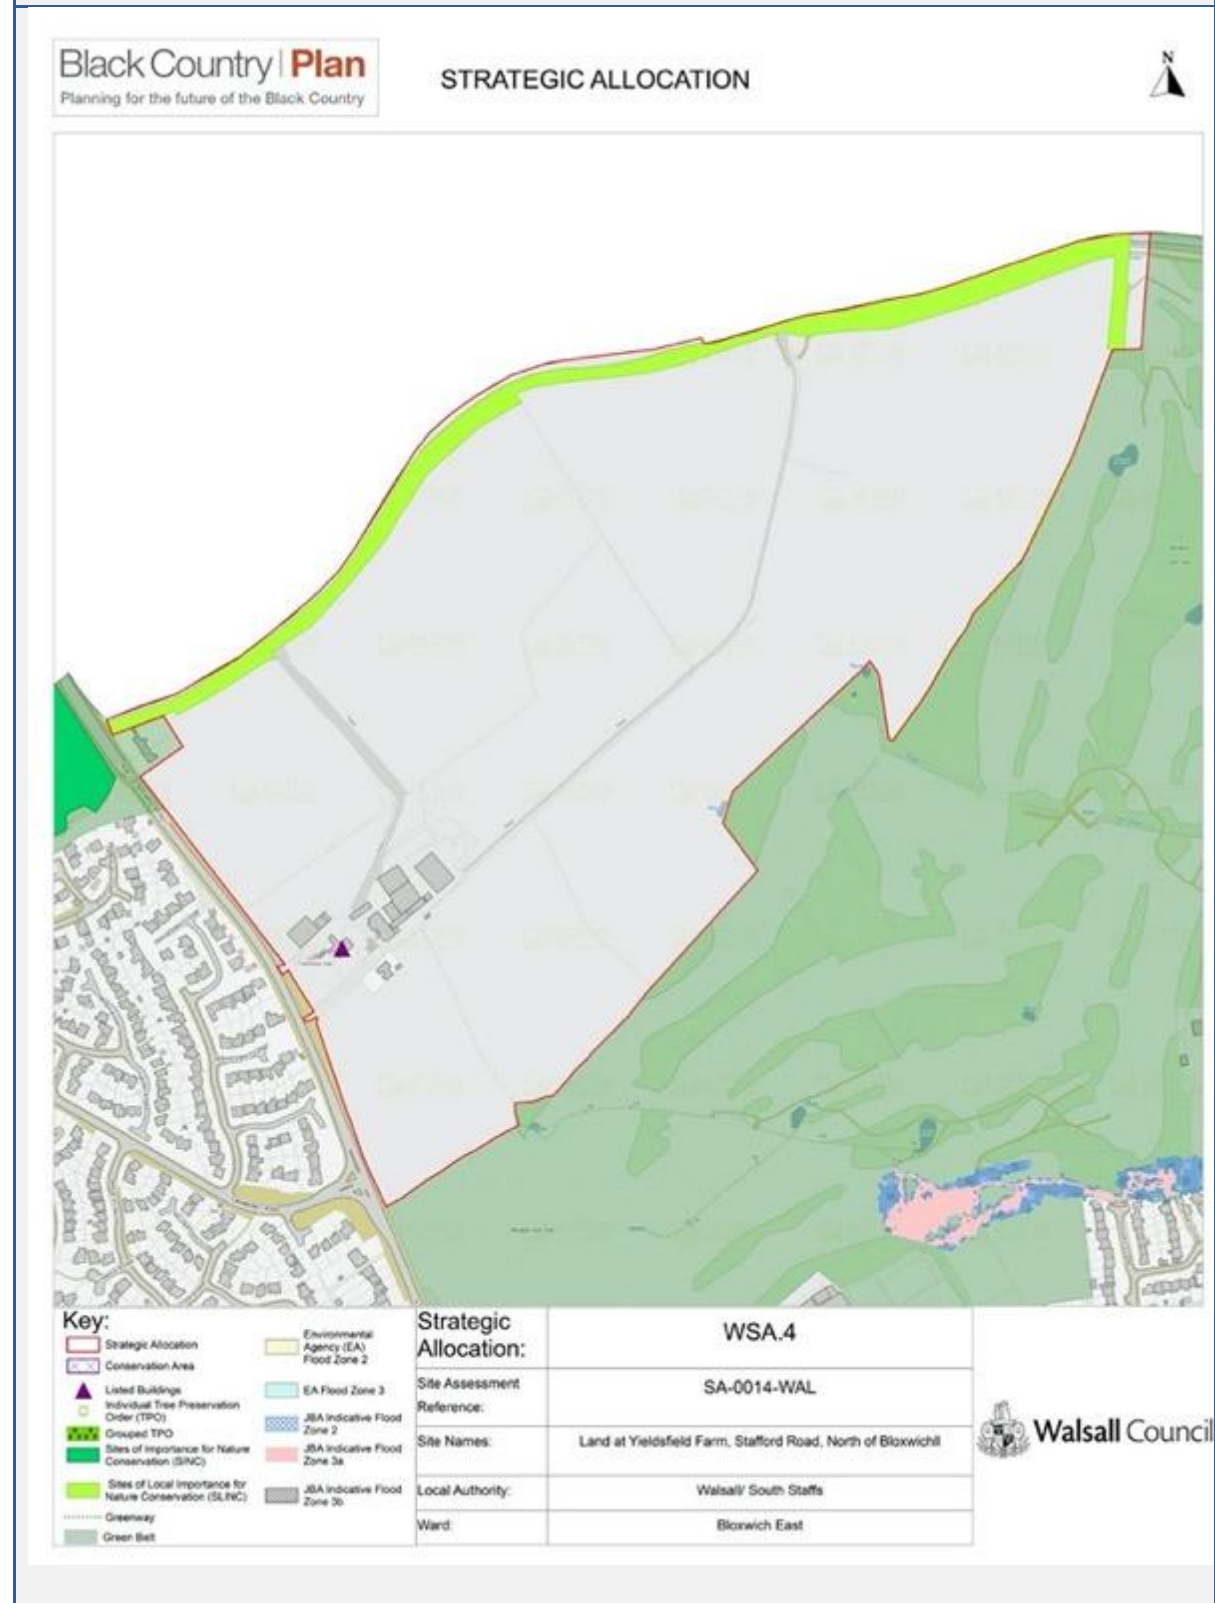 Black Country | Plan
Planning for the future of the Black Country
STRATEGIC ALLOCATION
N
Key:
Strategic Allocation
Conservation Area
Listed Buildings
Individual Tree Preservation
Order (TPO)
Grouped TPO
Sites of Importance for Nature
Conservation (SINC)
Sites of Local Importance for
Nature Conservation (SLINC)
Greenway
Green Belt
Environmental
Agency (EA)
Flood Zone 2
EA Flood Zone 3
JBA Indicative Flood
Zone 2
JBA Indicative Flood
Zone 3a
JBA Indicative Flood
Zone 3b
Strategic
Allocation:
WSA.4
Site Assessment
Reference:
SA-0014-WAL
Site Names:
Land at Yieldsfield Farm, Stafford Road, North of Bloxwichll
Local Authority:
Walsall/ South Staffs
Ward:
Bloxwich East
Walsall Council